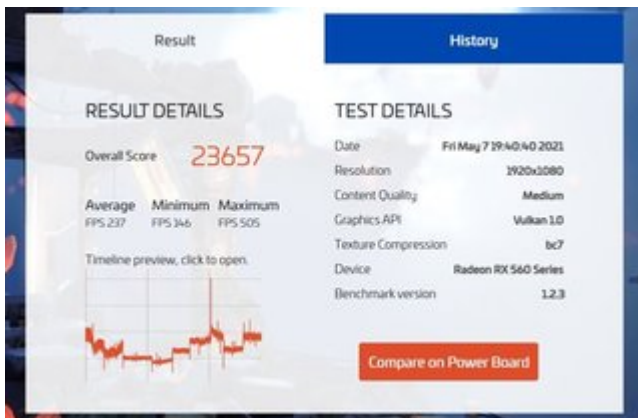 Result
History
RESULT DETAILS
Overall Score 23657
Average Minimum Maximum
FPS 237 FPS 146 FPS 505
Timeline preview, click to open.
TEST DETAILS
Date Fri May 7 19:40:40 2021
Resolution 1920x1080
Content Quality Medium
Graphics API Vulkan 1.0
Texture Compression bc7
Device Radeon RX 560 Series
Benchmark version 1.2.3
Compare on Power Board